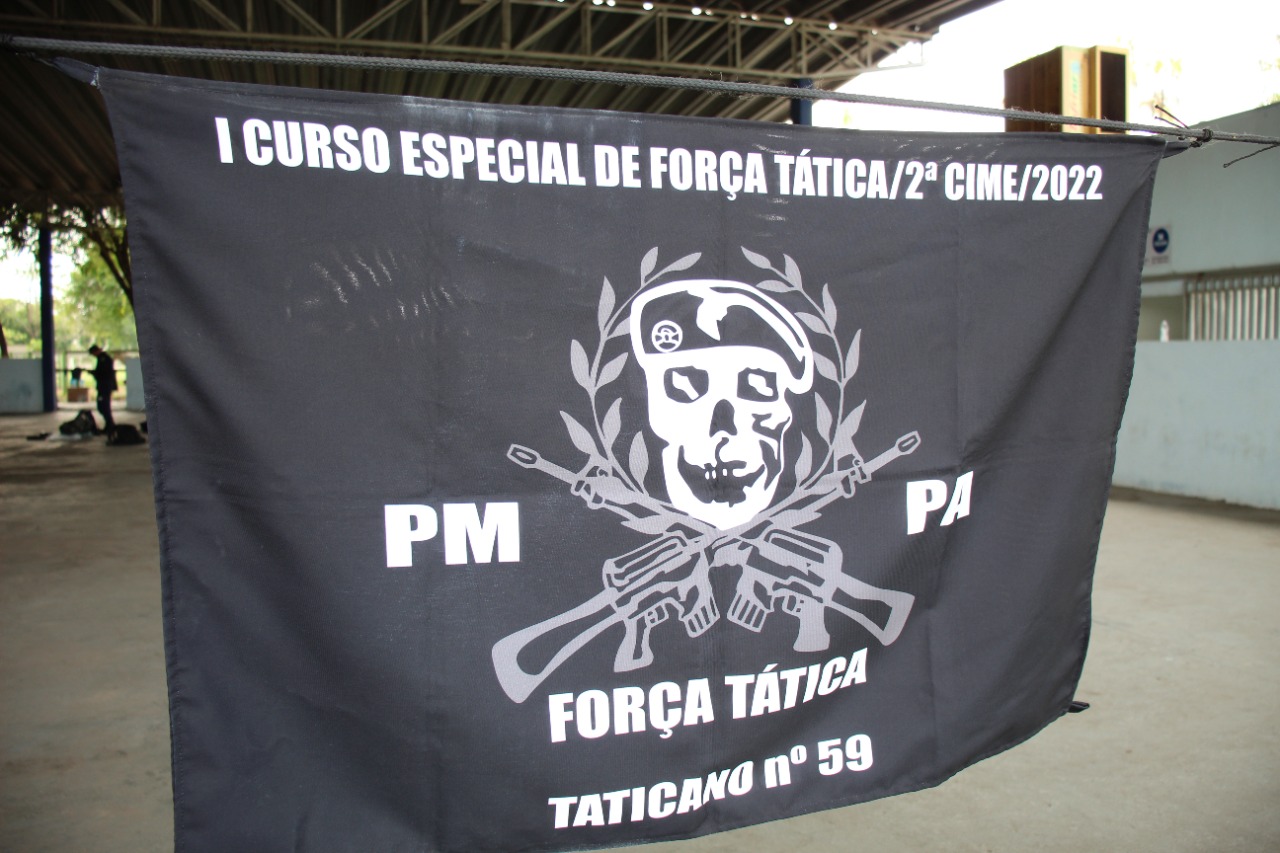 I CURSO ESPECIAL DE FORÇA TÁTICA/2ª CIME/2022
PM PA
FORÇA TÁTICA
TATICANO nº 59